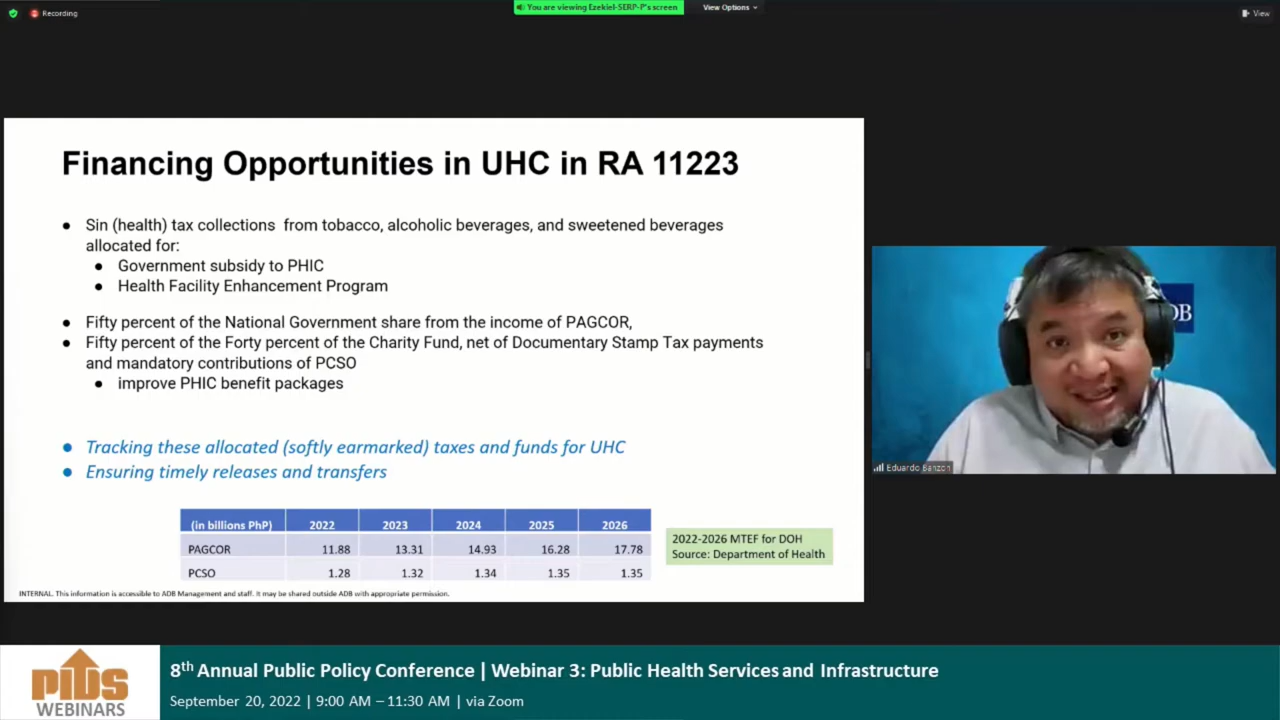 Recording
You are viewing Ezekiel-SERP-P's screen
View Options
View
Financing Opportunities in UHC in RA 11223
● Sin (health) tax collections from tobacco, alcoholic beverages, and sweetened beverages
allocated for:
● Government subsidy to PHIC
● Health Facility Enhancement Program
● Fifty percent of the National Government share from the income of PAGCOR,
● Fifty percent of the Forty percent of the Charity Fund, net of Documentary Stamp Tax payments
and mandatory contributions of PCSO
● improve PHIC benefit packages
● Tracking these allocated (softly earmarked) taxes and funds for UHC
● Ensuring timely releases and transfers
(in billions PhP) 2022 2023 2024 2025 2026
PAGCOR 11.88 13.31 14.93 16.28 17.78
PCSO 1.28 1.32 1.34 1.35 1.35
2022-2026 MTEF for DOH
Source: Department of Health
INTERNAL. This information is accessible to ADB Management and staff. It may be shared outside ADB with appropriate permission.
DB
Eduardo Banzon
PIDS
WEBINARS
8th Annual Public Policy Conference | Webinar 3: Public Health Services and Infrastructure
September 20, 2022 | 9:00 AM – 11:30 AM | via Zoom